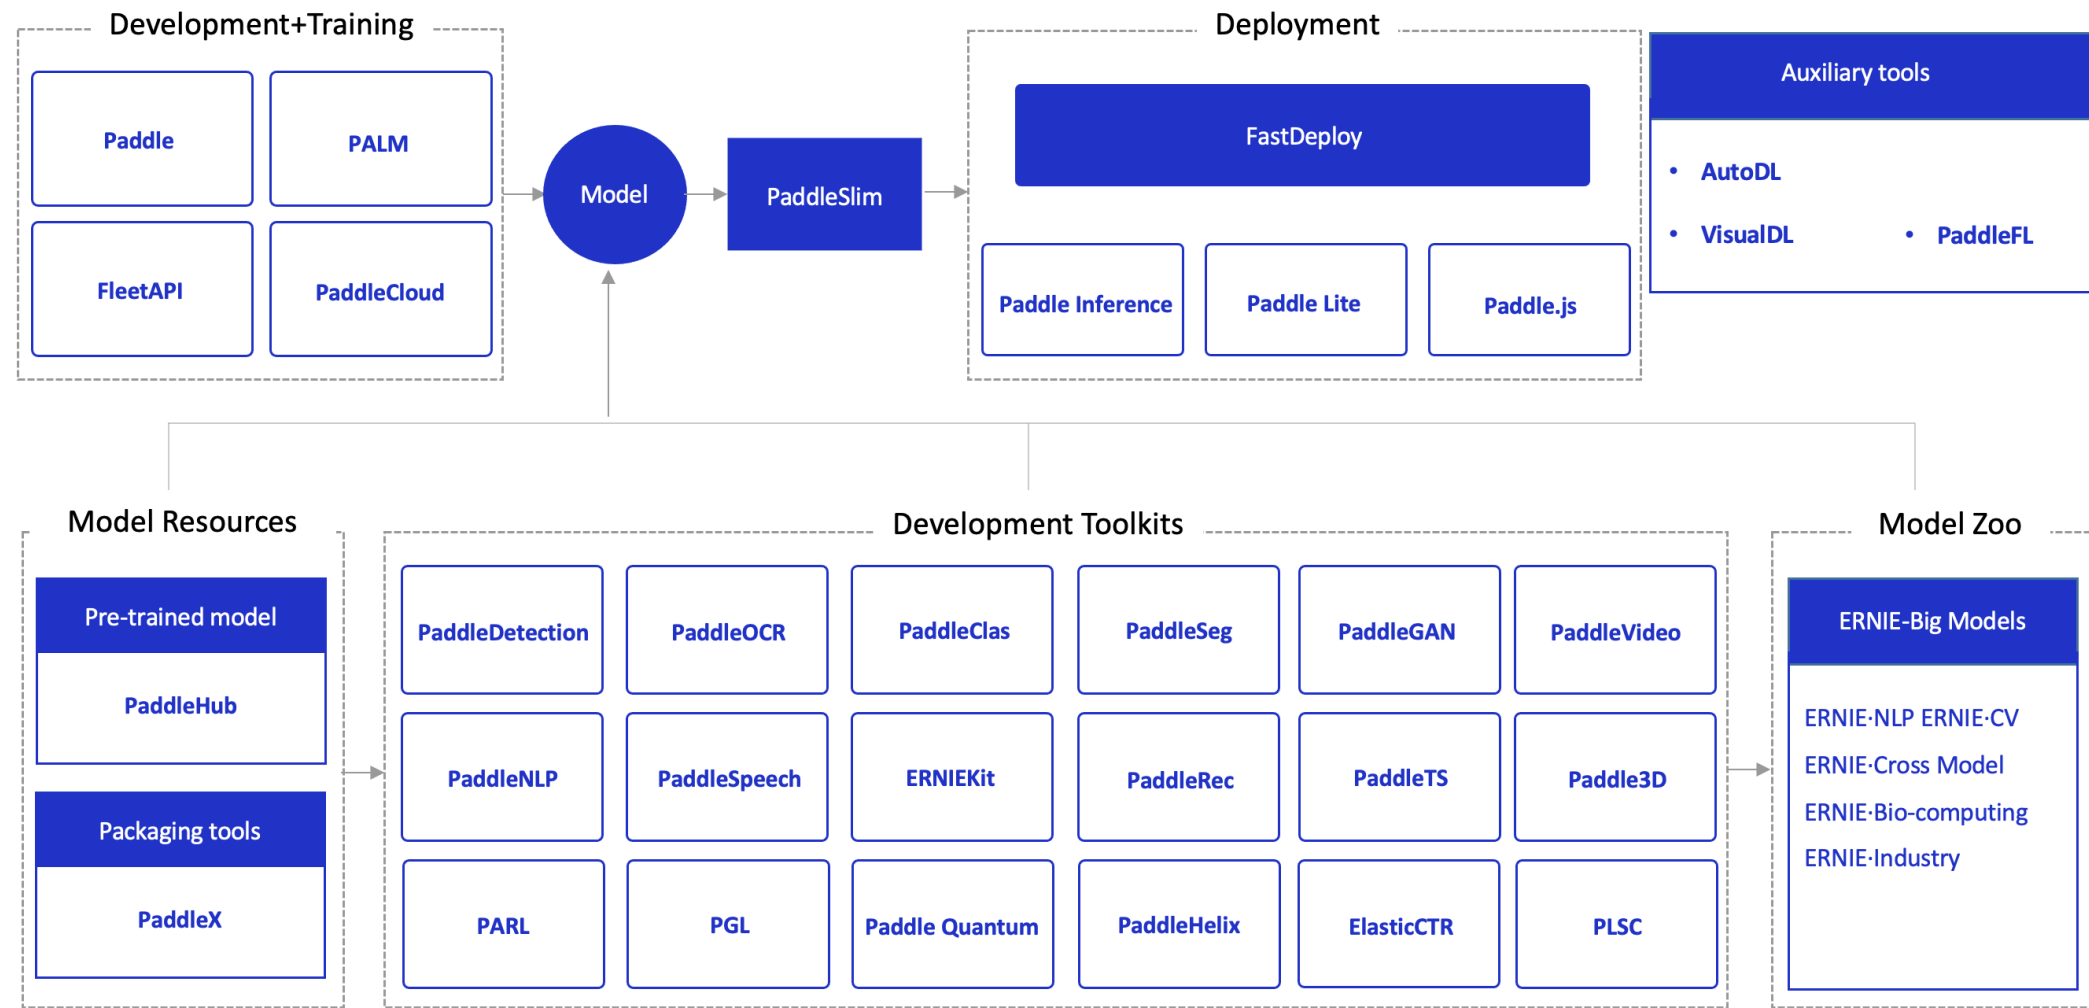 Development+Training
Paddle
PALM
FleetAPI
PaddleCloud
Model
PaddleSlim
Deployment
FastDeploy
Paddle Inference
Paddle Lite
Paddle.js
Auxiliary tools
• AutoDL
• VisualDL
• PaddleFL
Model Resources
Pre-trained model
PaddleHub
Packaging tools
PaddleX
Development Toolkits
PaddleDetection
PaddleOCR
PaddleClas
PaddleSeg
PaddleGAN
PaddleVideo
PaddleNLP
PaddleSpeech
ERNIEKit
PaddleRec
PaddleTS
Paddle3D
PARL
PGL
Paddle Quantum
PaddleHelix
ElasticCTR
PLSC
Model Zoo
ERNIE-Big Models
ERNIE·NLP ERNIE·CV
ERNIE·Cross Model
ERNIE·Bio-computing
ERNIE·Industry